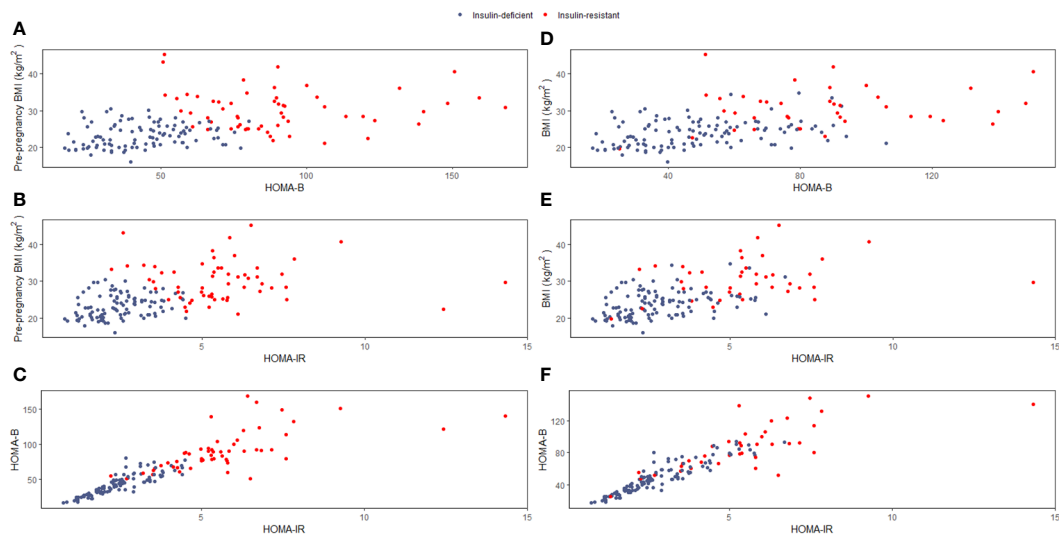 Insulin-deficient Insulin-resistant
A
Pre-pregnancy BMI (kg/m²)
40
30
20
50 100 150
HOMA-B
D
BMI (kg/m²)
40
30
20
40 80 120
HOMA-B
B
Pre-pregnancy BMI (kg/m²)
40
30
20
5 10 15
HOMA-IR
E
BMI (kg/m²)
40
30
20
5 10 15
HOMA-IR
C
HOMA-B
150
100
50
5 10 15
HOMA-IR
F
HOMA-B
120
80
40
5 10 15
HOMA-IR